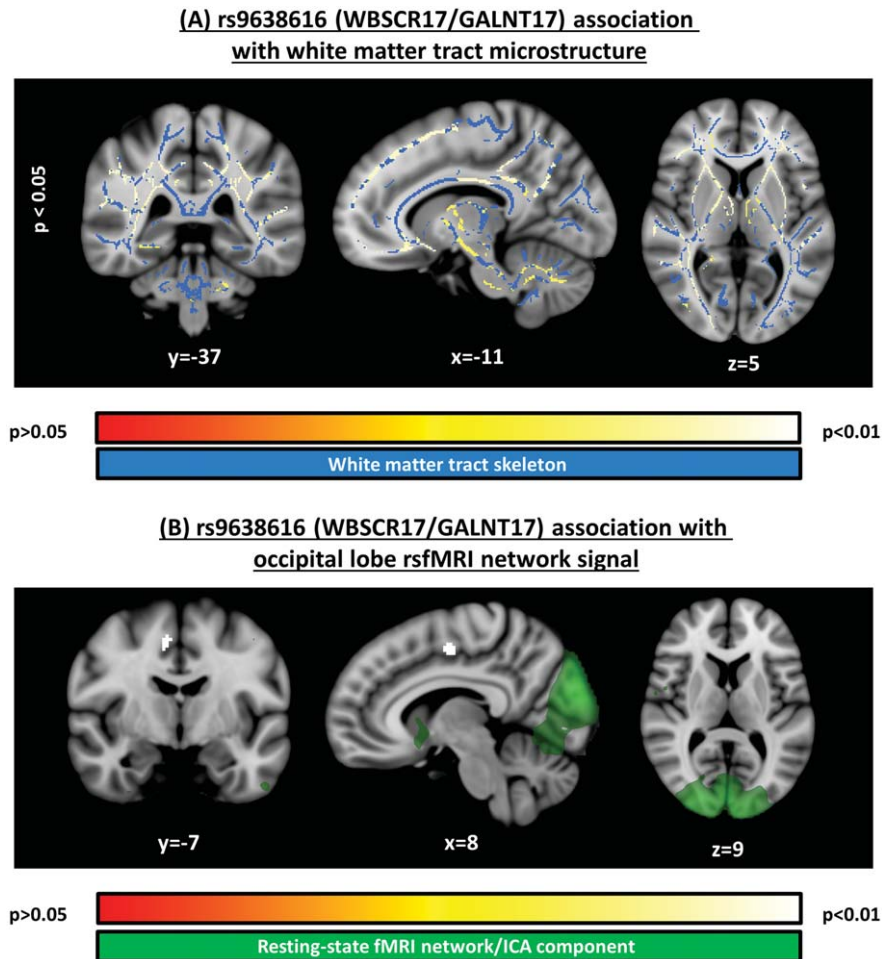 (A) rs9638616 (WBSCR17/GALNT17) association
with white matter tract microstructure
p < 0.05
y=-37
x=-11
z=5
p>0.05
p<0.01
White matter tract skeleton
(B) rs9638616 (WBSCR17/GALNT17) association with
occipital lobe rsfMRI network signal
y=-7
x=8
z=9
p>0.05
p<0.01
Resting-state fMRI network/ICA component